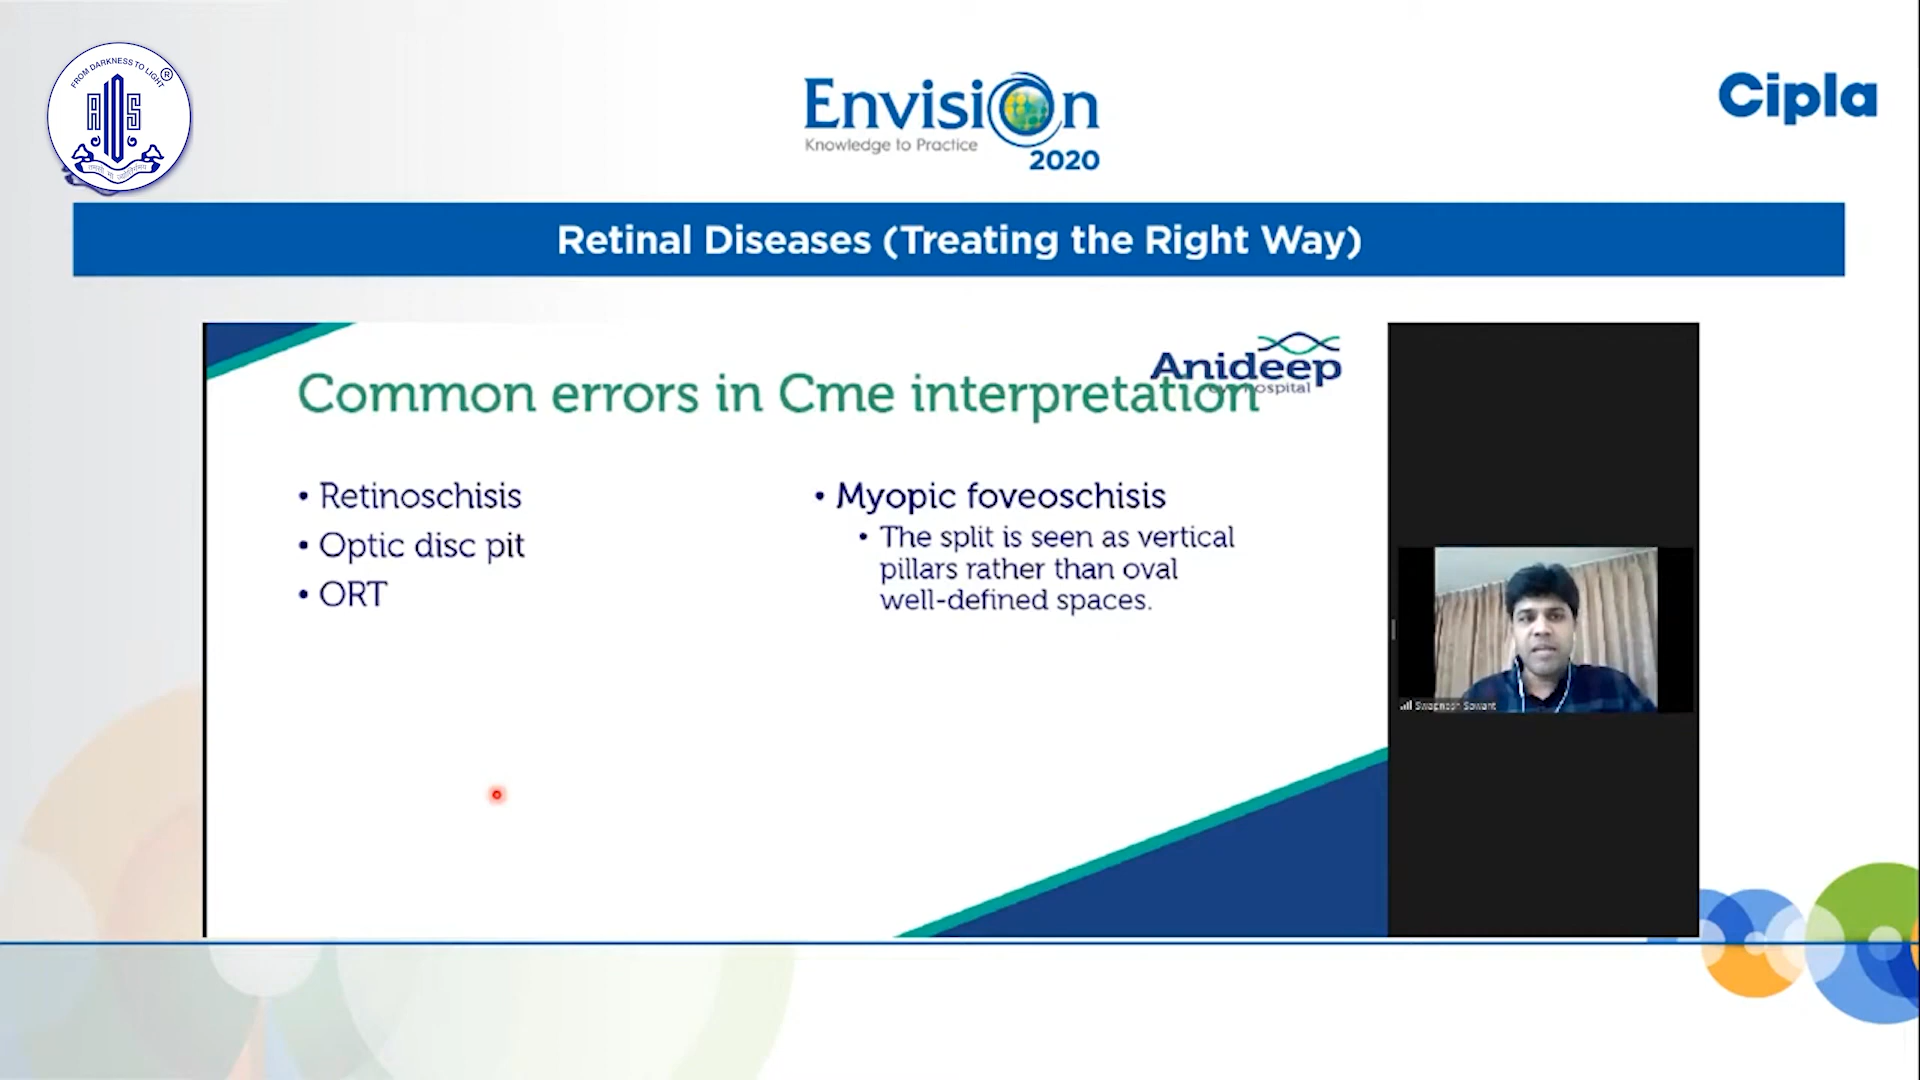 FROM DARKNESS TO LIGHT
®
AIOS
Envision
Knowledge to Practice
2020
Cipla
Retinal Diseases (Treating the Right Way)
Anideep
hospital
Common errors in Cme interpretation
• Retinoschisis
• Optic disc pit
• ORT
• Myopic foveoschisis
• The split is seen as vertical
pillars rather than oval
well-defined spaces.
Sawant